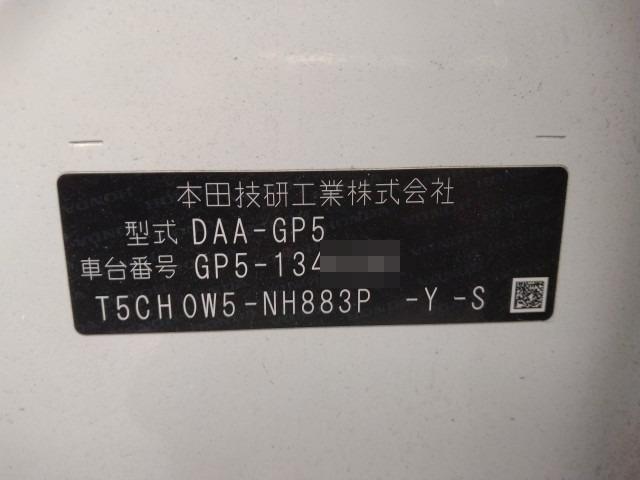 本田技研工業株式会社
型式 DAA-GP5
車台番号 GP5-134
T5CH0W5-NH883P -Y -S